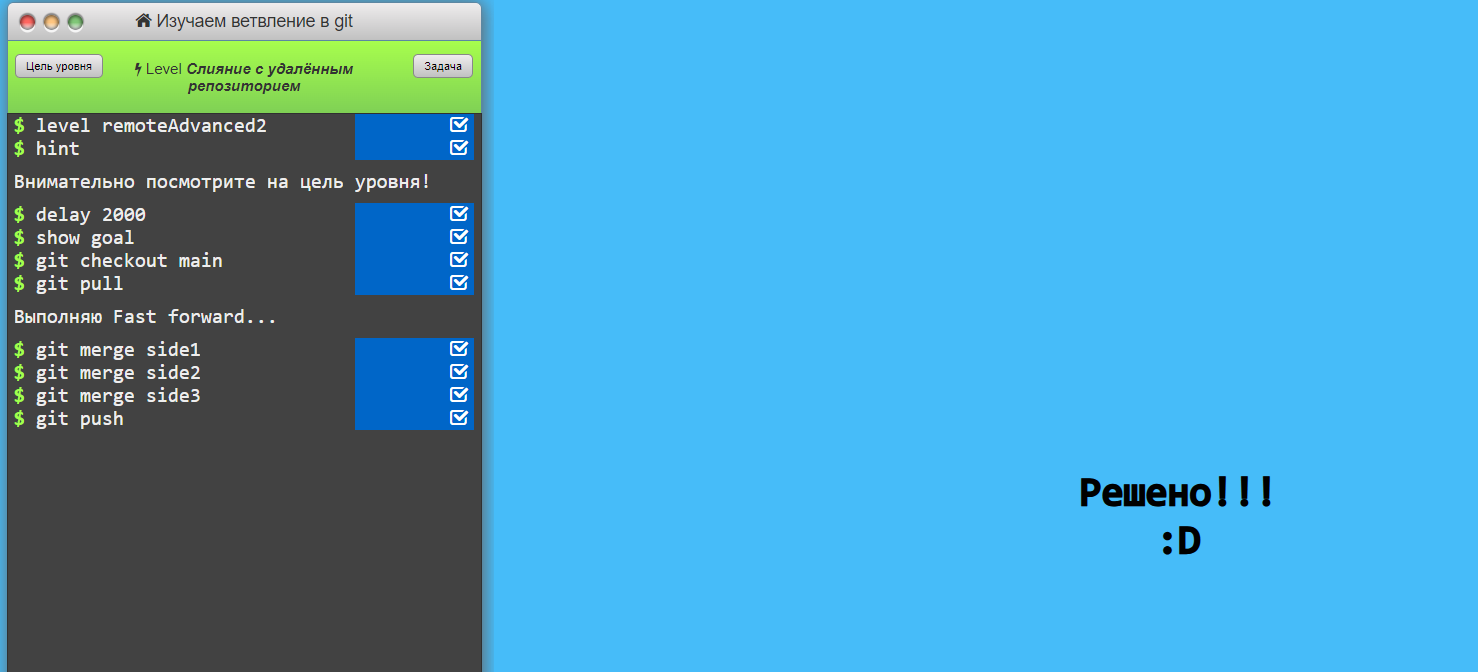 Изучаем ветвление в git
Цель уровня
Level Слияние с удалённым
репозиторием
Задача
$ level remoteAdvanced2
$ hint
Внимательно посмотрите на цель уровня!
$ delay 2000
$ show goal
$ git checkout main
$ git pull
Выполняю Fast forward...
$ git merge side1
$ git merge side2
$ git merge side3
$ git push
Решено!!!
:D